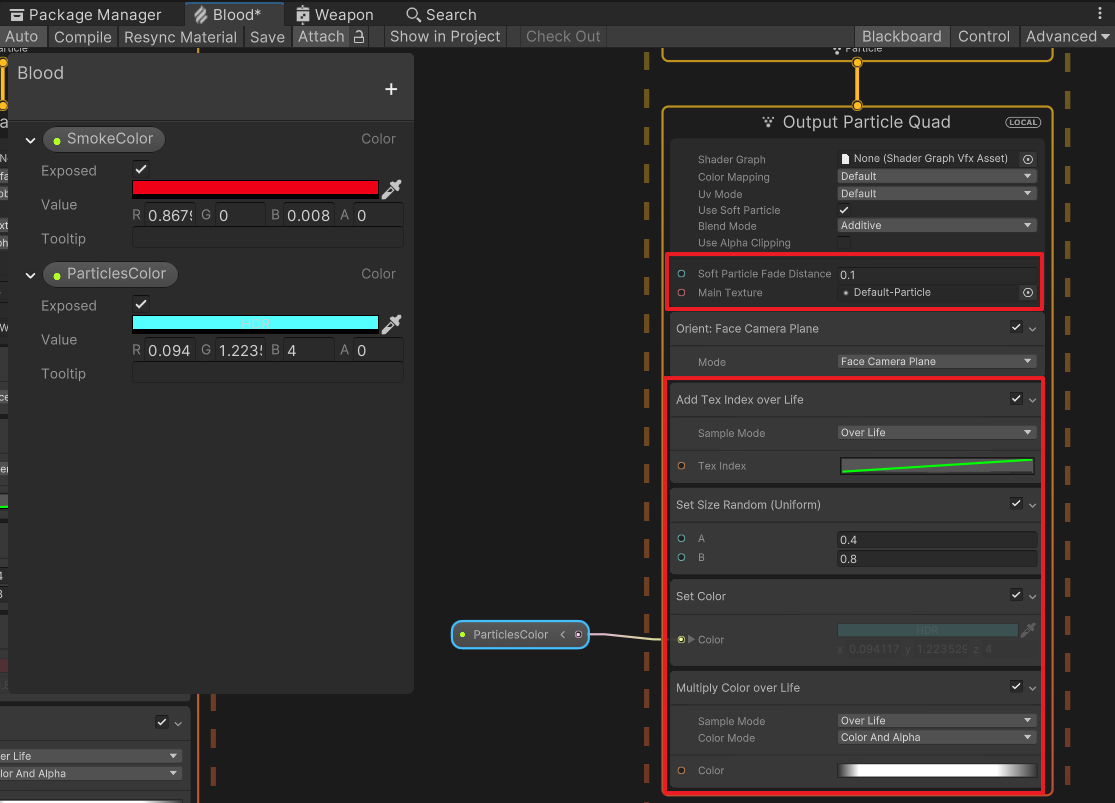 Package Manager
Blood*
Weapon
Search
Auto
Compile
Resync Material
Save
Attach
Show in Project
Check Out
Blackboard
Control
Advanced
Particle
Blood
+
SmokeColor
Color
Exposed
Value
R 0.867 G 0 B 0.008 A 0
Tooltip
ParticlesColor
Color
Exposed
HDR
Value
R 0.094 G 1.223 B 4 A 0
Tooltip
er Life
lor And Alpha
ParticlesColor
Output Particle Quad
LOCAL
Shader Graph None (Shader Graph Vfx Asset)
Color Mapping Default
Uv Mode Default
Use Soft Particle
Blend Mode Additive
Use Alpha Clipping
Soft Particle Fade Distance 0.1
Main Texture Default-Particle
Orient: Face Camera Plane
Mode Face Camera Plane
Add Tex Index over Life
Sample Mode Over Life
Tex Index
Set Size Random (Uniform)
A 0.4
B 0.8
Set Color
HDR
Color
x 0.094117 y 1.223529 z 4
Multiply Color over Life
Sample Mode Over Life
Color Mode Color And Alpha
Color